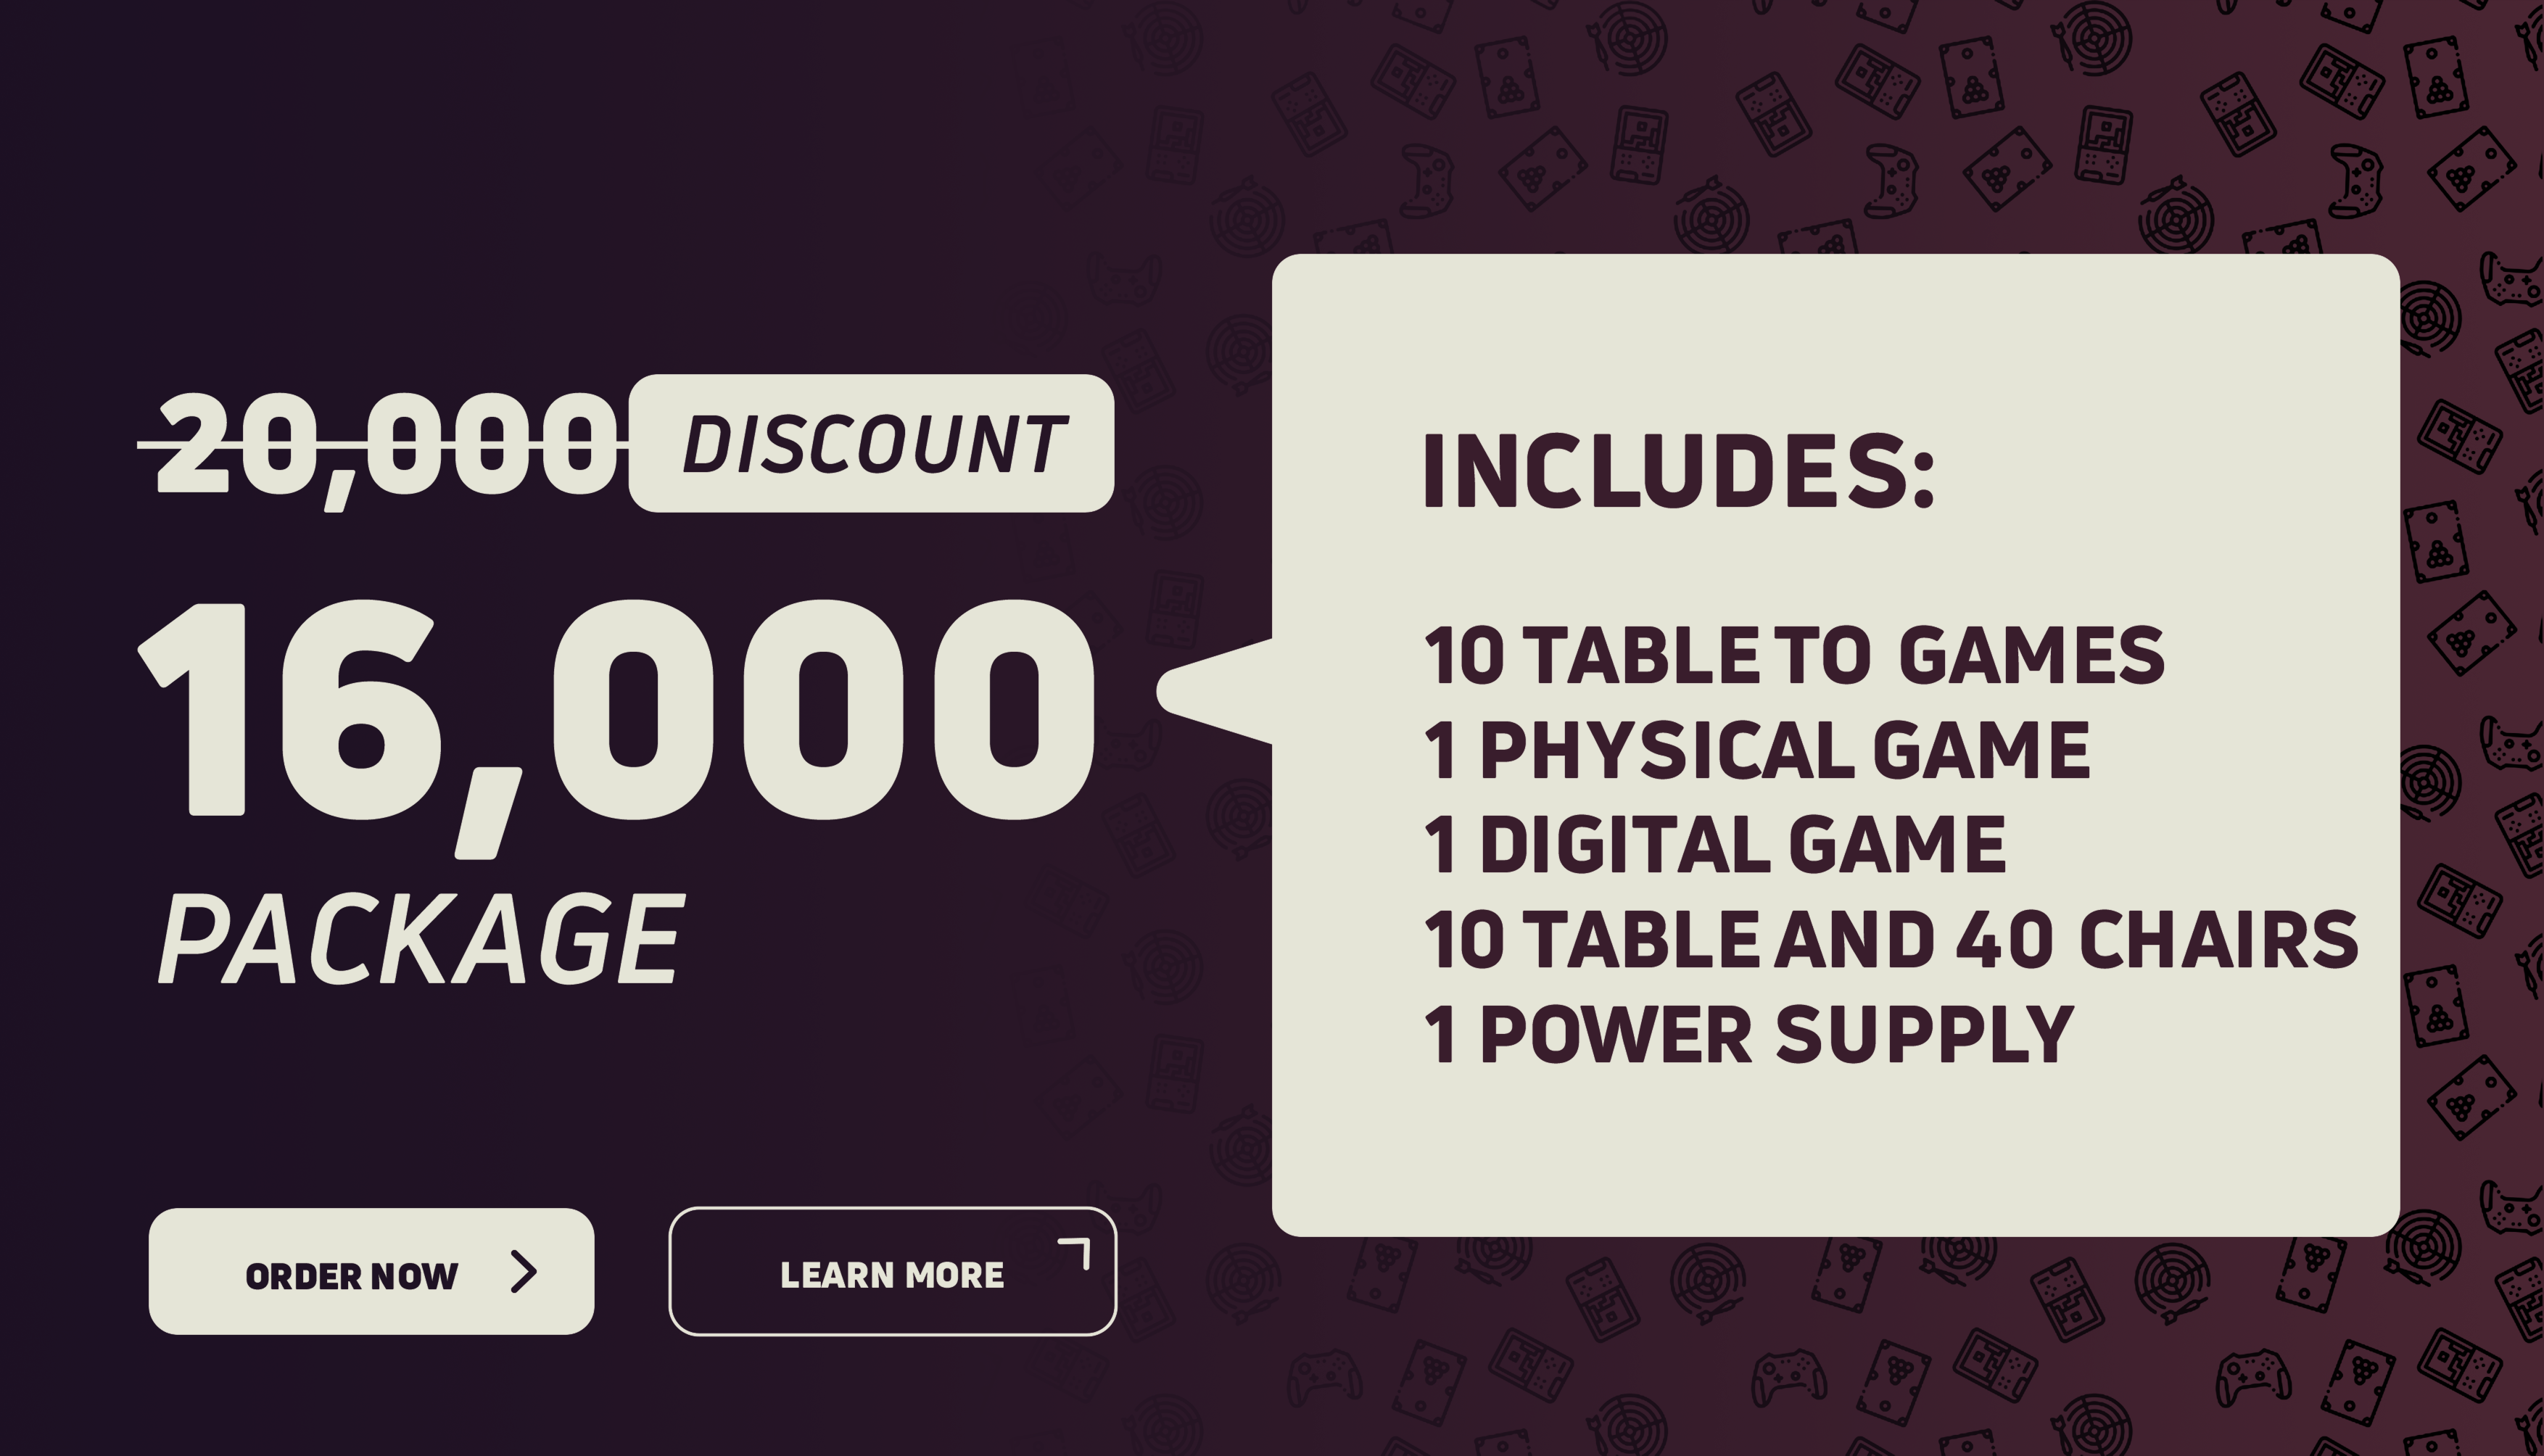 20,000
DISCOUNT
16,000
PACKAGE
ORDER NOW
LEARN MORE
INCLUDES:
10 TABLE TO GAMES
1 PHYSICAL GAME
1 DIGITAL GAME
10 TABLE AND 40 CHAIRS
1 POWER SUPPLY